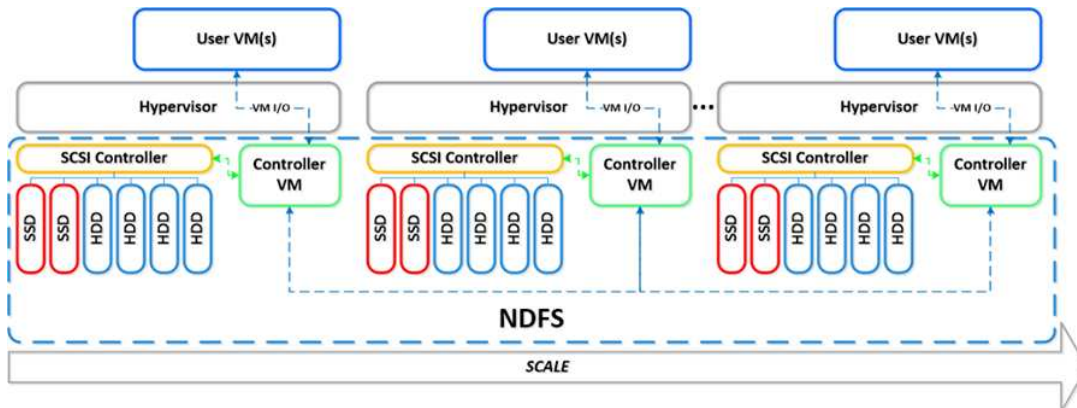 User VM(s)
User VM(s)
User VM(s)
Hypervisor
VM I/O
Hypervisor
VM I/O
...
Hypervisor
VM I/O
SCSI Controller
Controller
VM
SCSI Controller
Controller
VM
SCSI Controller
Controller
VM
SSD
SSD
HDD
HDD
HDD
HDD
SSD
SSD
HDD
HDD
HDD
HDD
SSD
SSD
HDD
HDD
HDD
HDD
NDFS
SCALE